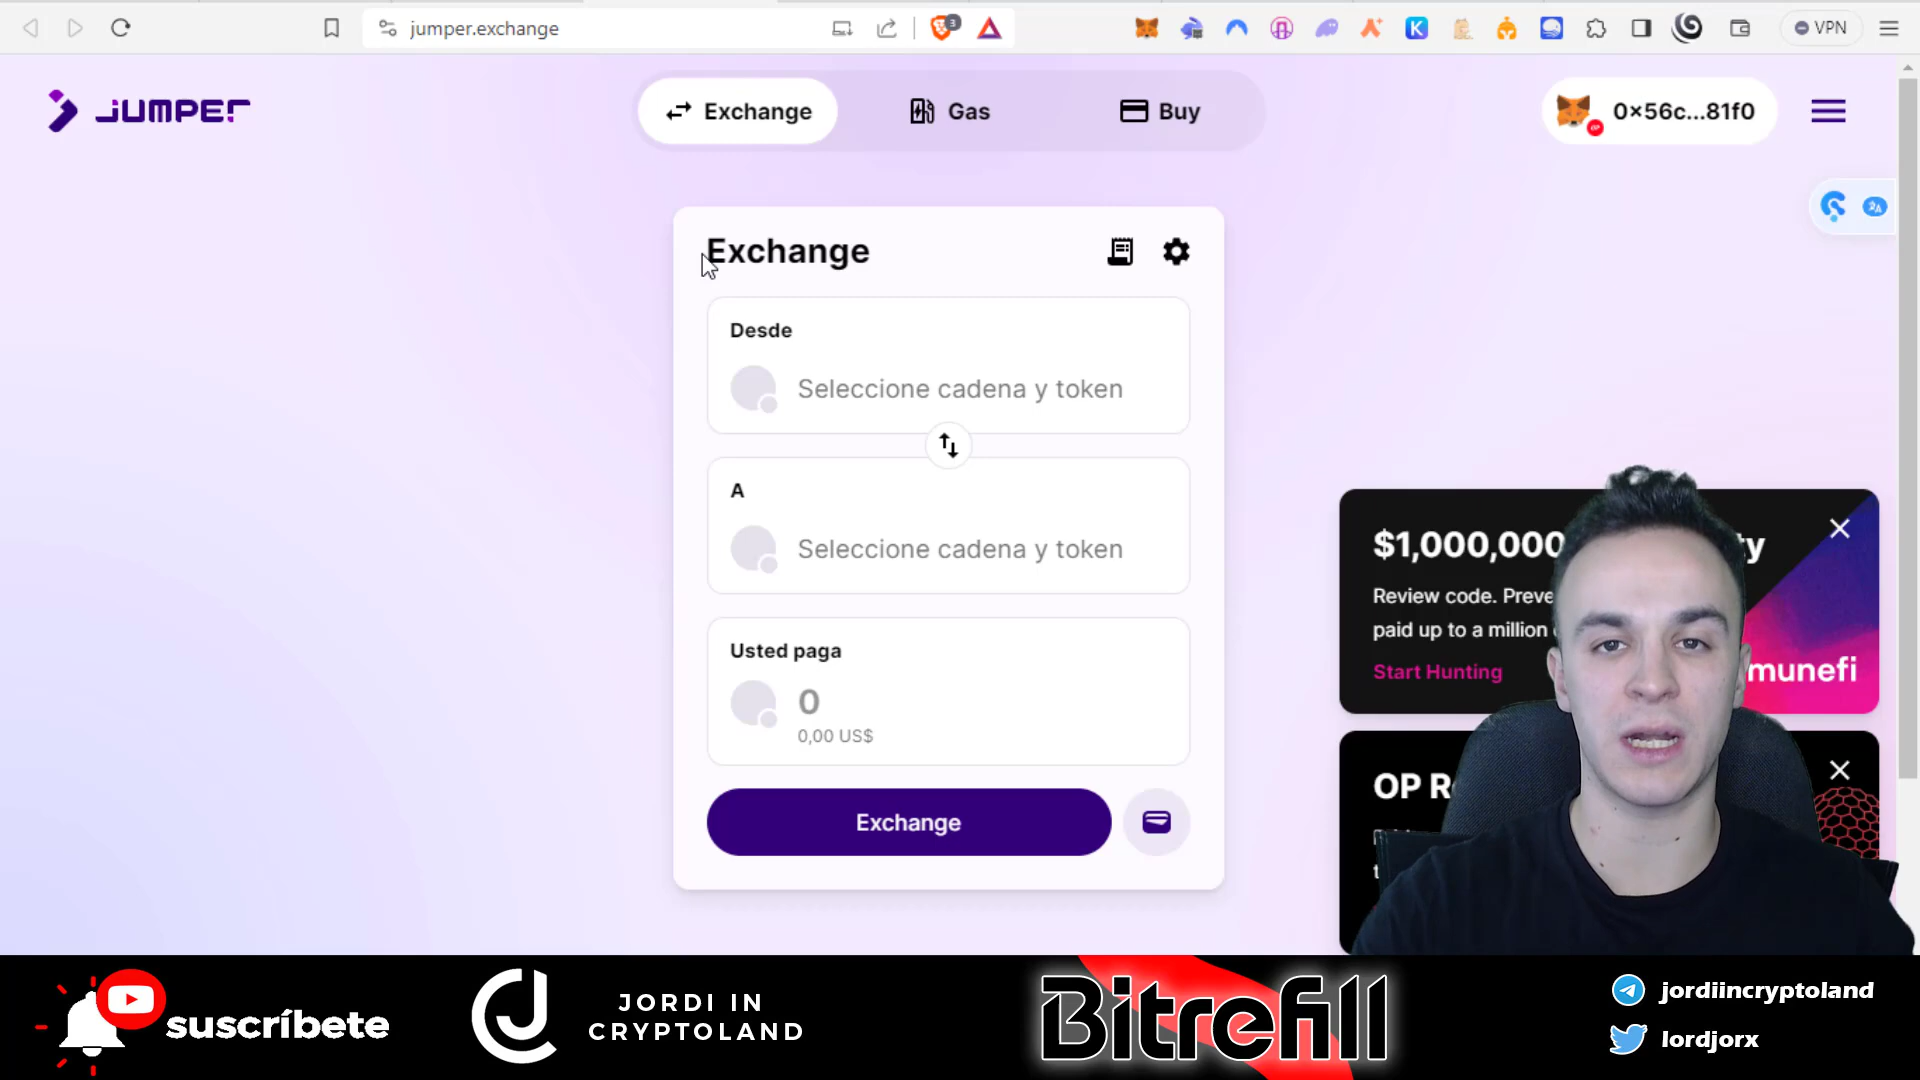 jumper.exchange
3
K
VPN
JUMPER
Exchange
Gas
Buy
0x56c...81f0
Exchange
Desde
Seleccione cadena y token
A
Seleccione cadena y token
Usted paga
0
0,00 US$
Exchange
$1,000,000
Review code.
paid up to a million
Start Hunting
munefi
OP
suscríbete
JORDI IN
CRYPTOLAND
Bitrefill
jordiincryptoland
lordjorx